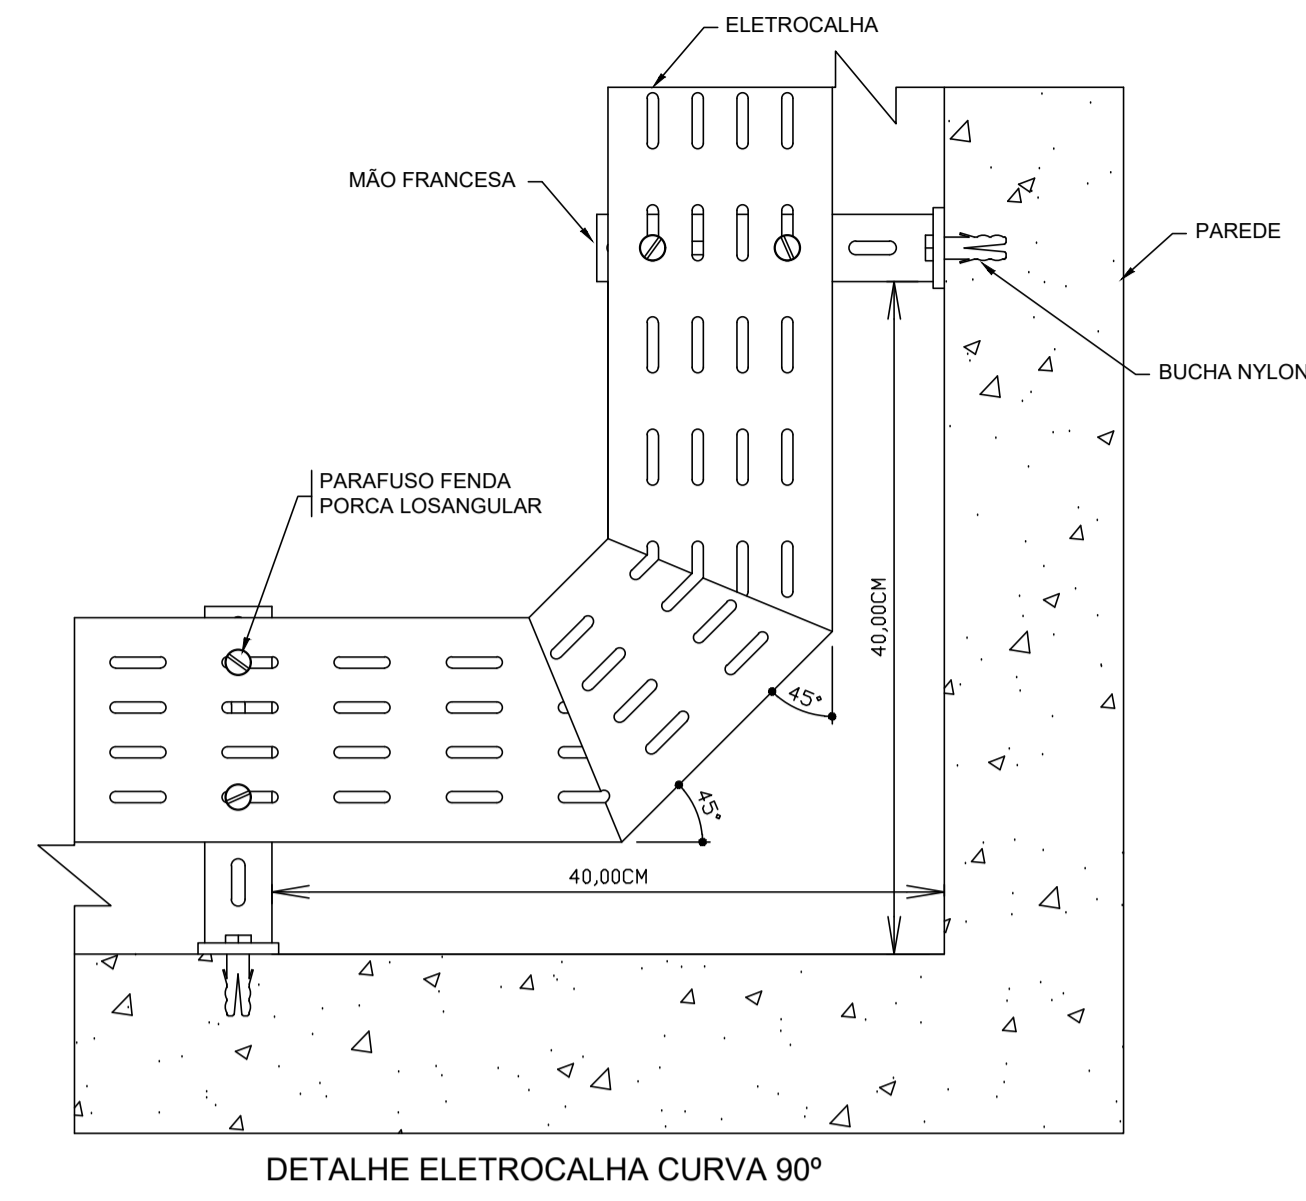 ELETROCALHA
MÃO FRANCESA
PAREDE
BUCHA NYLON
PARAFUSO FENDA
PORCA LOSANGULAR
40,00CM
45°
45°
40,00CM
DETALHE ELETROCALHA CURVA 90º